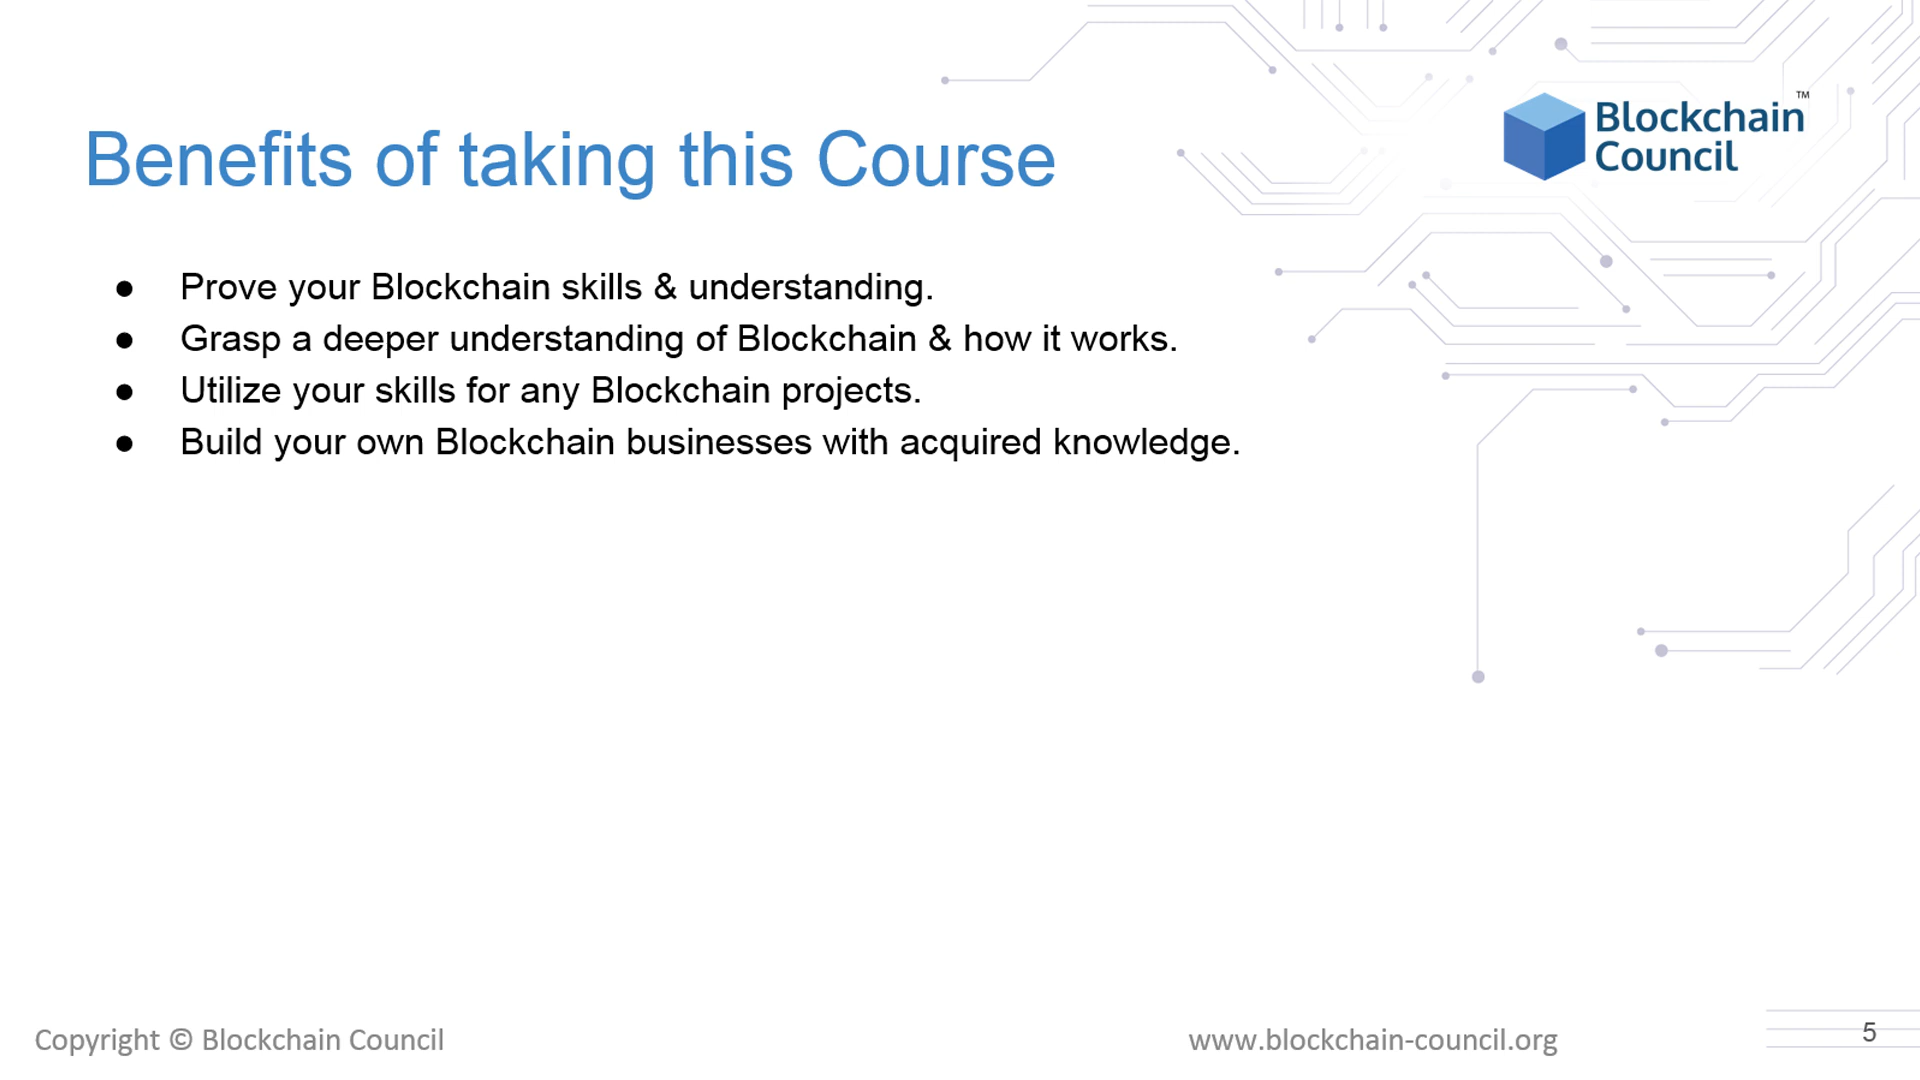 Blockchain™
Council
Benefits of taking this Course
● Prove your Blockchain skills & understanding.
● Grasp a deeper understanding of Blockchain & how it works.
● Utilize your skills for any Blockchain projects.
● Build your own Blockchain businesses with acquired knowledge.
Copyright © Blockchain Council
www.blockchain-council.org
5